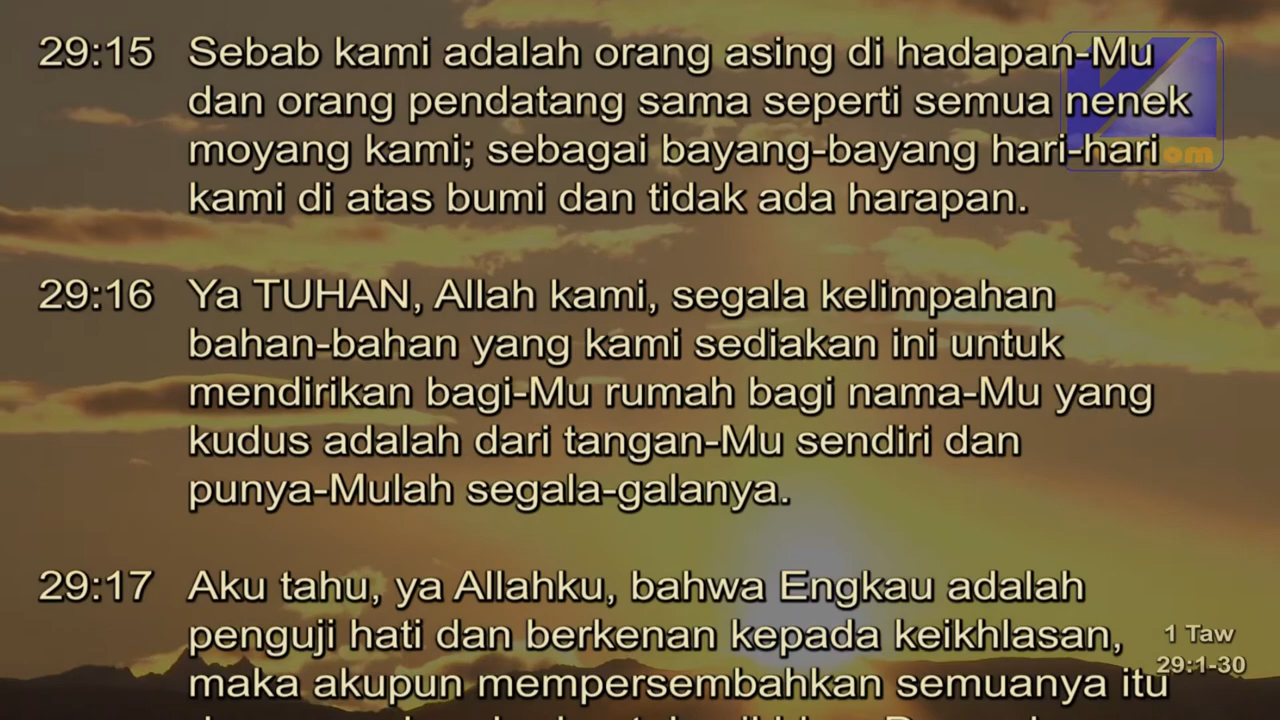 29:15 Sebab kami adalah orang asing di hadapan-Mu
dan orang pendatang sama seperti semua nenek
moyang kami; sebagai bayang-bayang hari-hari
om
kami di atas bumi dan tidak ada harapan.
29:16 Ya TUHAN, Allah kami, segala kelimpahan
bahan-bahan yang kami sediakan ini untuk
mendirikan bagi-Mu rumah bagi nama-Mu yang
kudus adalah dari tangan-Mu sendiri dan
punya-Mulah segala-galanya.
29:17 Aku tahu, ya Allahku, bahwa Engkau adalah
penguji hati dan berkenan kepada keikhlasan,
maka akupun mempersembahkan semuanya itu
1 Taw
29:1-30